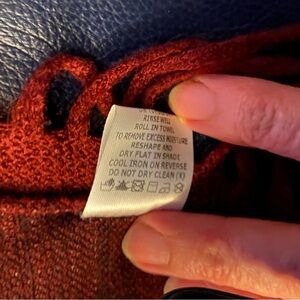 RINSE WELL
ROLL IN TOWEL
TO REMOVE EXCESS MOISTURE
RESHAPE AND
DRY FLAT IN SHADE
COOL IRON ON REVERSE
DO NOT DRY CLEAN (X)